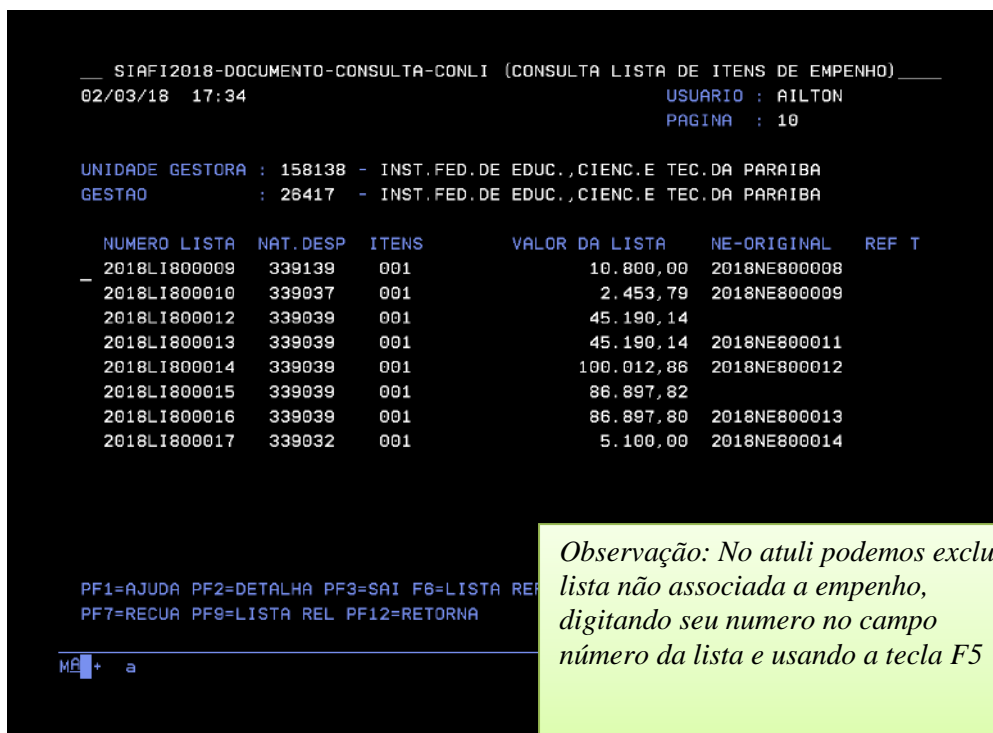 __ SIAFI2018-DOCUMENTO-CONSULTA-CONLI (CONSULTA LISTA DE ITENS DE EMPENHO)____
02/03/18 17:34 USUARIO : AILTON
PAGINA : 10
UNIDADE GESTORA : 158138 - INST.FED.DE EDUC.,CIENC.E TEC.DA PARAIBA
GESTAO : 26417 - INST.FED.DE EDUC.,CIENC.E TEC.DA PARAIBA
NUMERO LISTA NAT.DESP ITENS VALOR DA LISTA NE-ORIGINAL REF T
_ 2018LI800009 339139 001 10.800,00 2018NE800008
2018LI800010 339037 001 2.453,79 2018NE800009
2018LI800012 339039 001 45.190,14
2018LI800013 339039 001 45.190,14 2018NE800011
2018LI800014 339039 001 100.012,86 2018NE800012
2018LI800015 339039 001 86.897,82
2018LI800016 339039 001 86.897,80 2018NE800013
2018LI800017 339032 001 5.100,00 2018NE800014
PF1=AJUDA PF2=DETALHA PF3=SAI F6=LISTA REF
PF7=RECUA PF9=LISTA REL PF12=RETORNA
MA + a
Observação: No atuli podemos exclu
lista não associada a empenho,
digitando seu numero no campo
número da lista e usando a tecla F5